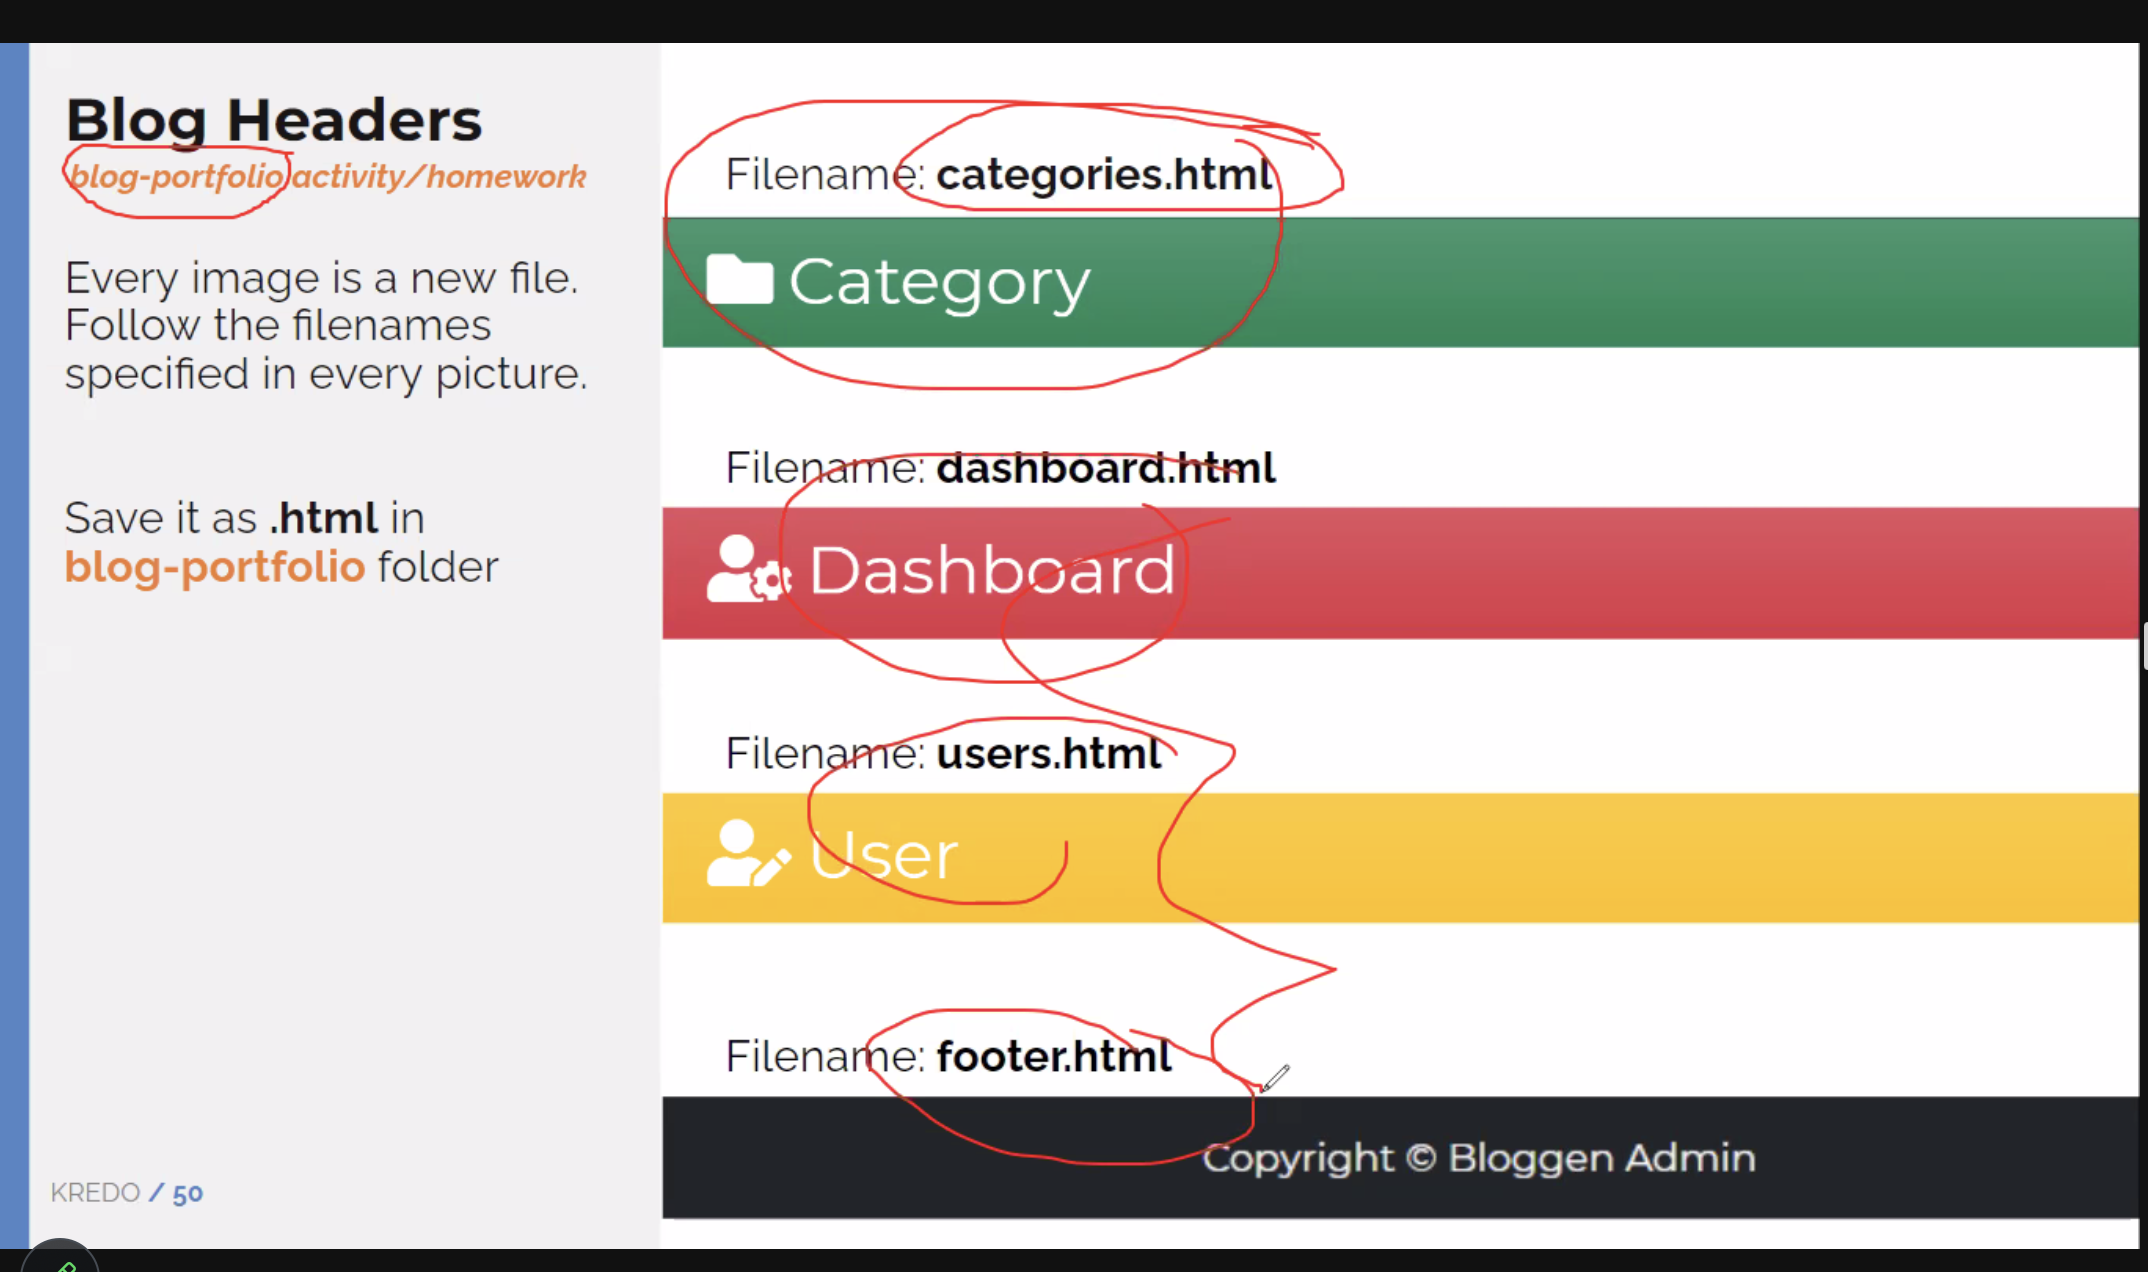 Blog Headers
blog-portfolio activity/homework
Every image is a new file.
Follow the filenames
specified in every picture.
Save it as .html in
blog-portfolio folder
KREDO / 50
Filename: categories.html
Category
Filename: dashboard.html
Dashboard
Filename: users.html
User
Filename: footer.html
Copyright © Bloggen Admin